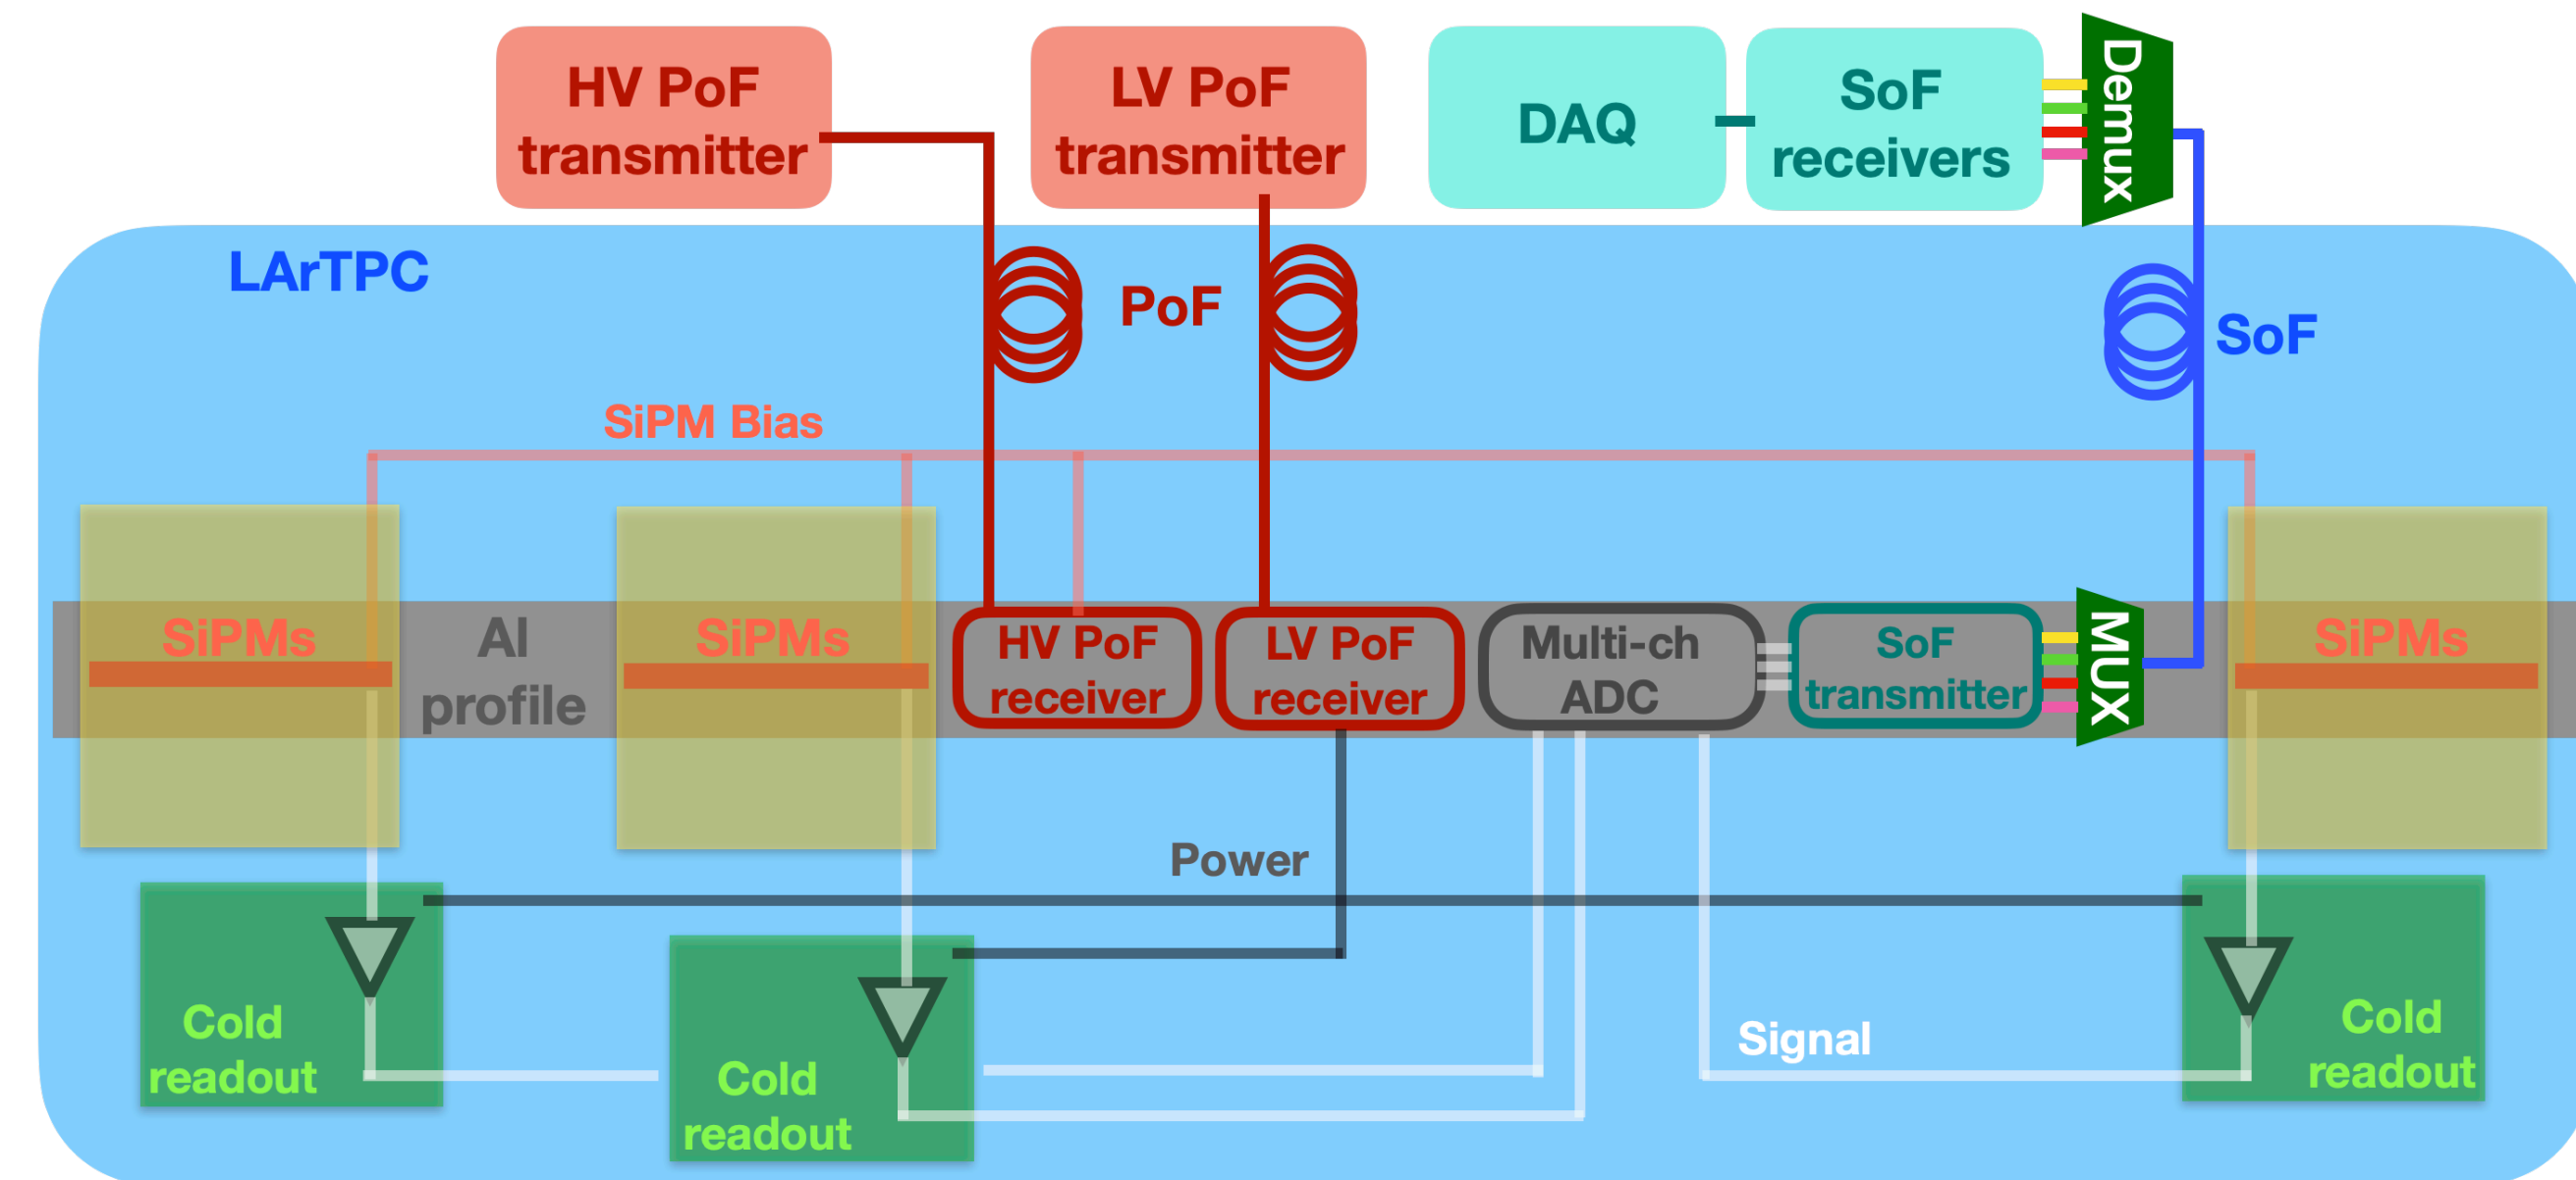 HV PoF
transmitter
LV PoF
transmitter
DAQ
SoF
receivers
Demux
LArTPC
PoF
SoF
SiPM Bias
SiPMs
Al
profile
SiPMs
HV PoF
receiver
LV PoF
receiver
Multi-ch
ADC
SoF
transmitter
MUX
SiPMs
Power
Cold
readout
Cold
readout
Signal
Cold
readout